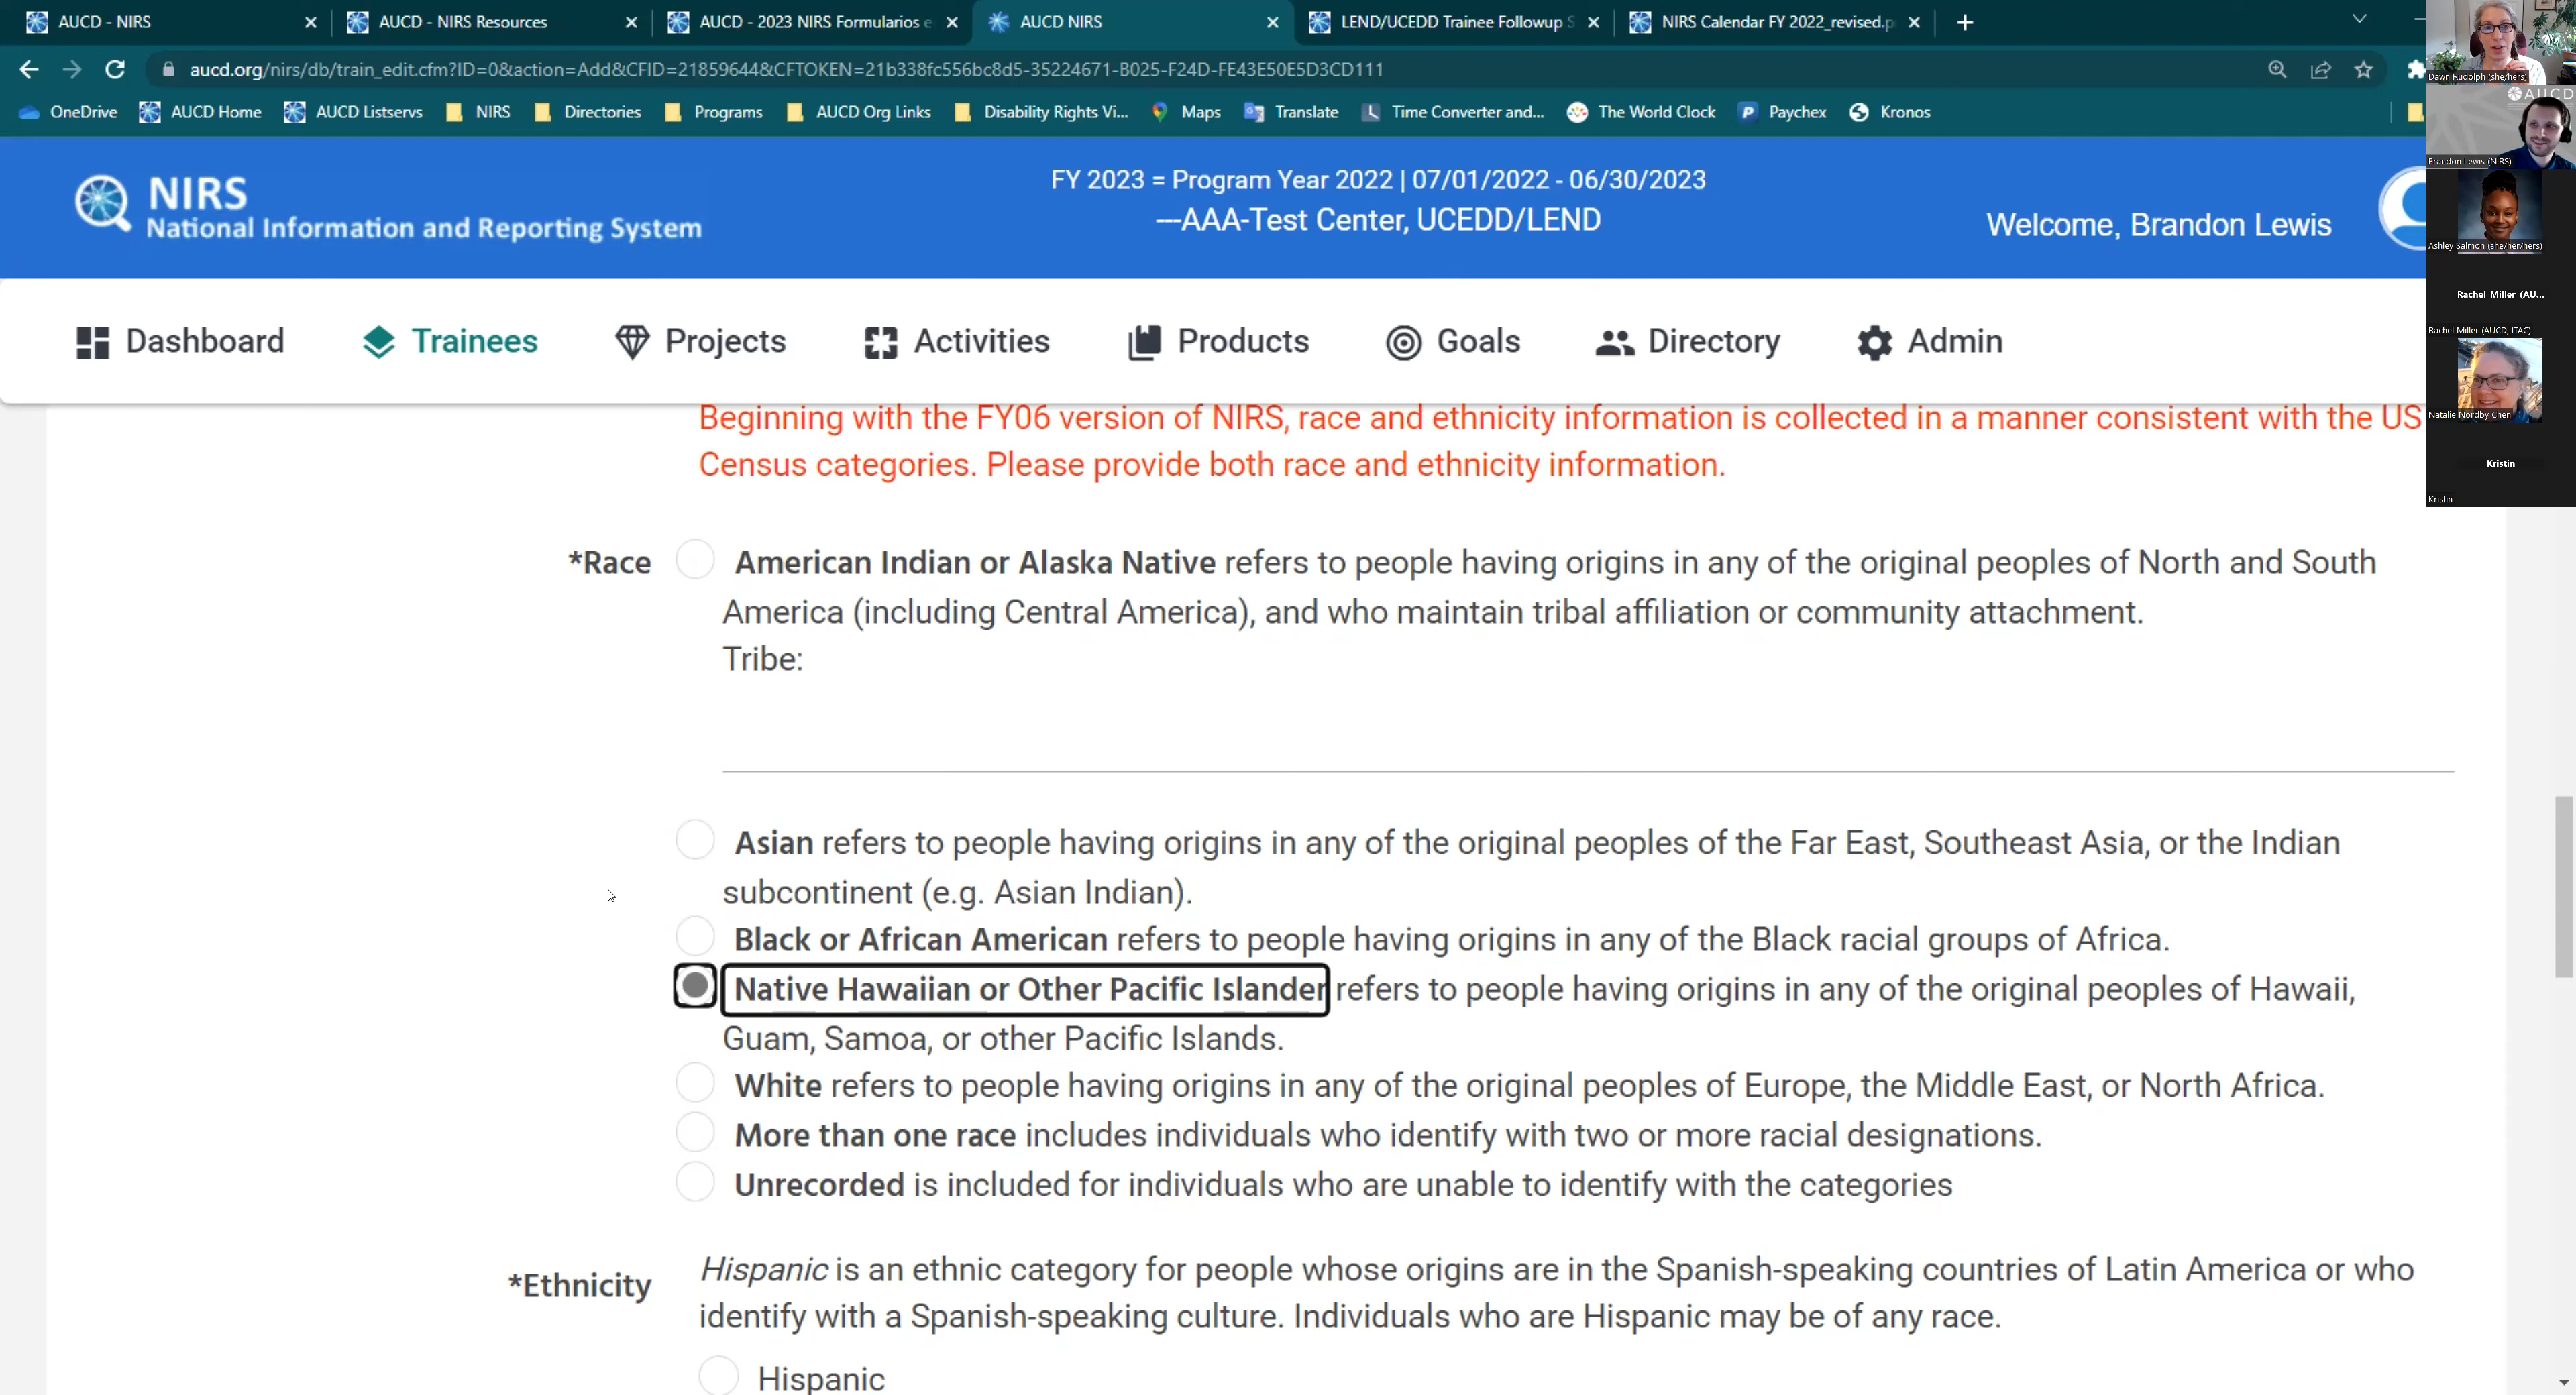 AUCD - NIRS
AUCD - NIRS Resources
AUCD - 2023 NIRS Formularios e
AUCD NIRS
LEND/UCEDD Trainee Followup S
NIRS Calendar FY 2022_revised.p
aucd.org/nirs/db/train_edit.cfm?ID=0&action=Add&CFID=21859644&CFTOKEN=21b338fc556bc8d5-35224671-B025-F24D-FE43E50E5D3CD111
OneDrive
AUCD Home
AUCD Listservs
NIRS
Directories
Programs
AUCD Org Links
Disability Rights Vi...
Maps
Translate
Time Converter and...
The World Clock
Paychex
Kronos
NIRS
National Information and Reporting System
FY 2023 = Program Year 2022 | 07/01/2022 - 06/30/2023
---AAA-Test Center, UCEDD/LEND
Welcome, Brandon Lewis
Dashboard
Trainees
Projects
Activities
Products
Goals
Directory
Admin
Beginning with the FY06 version of NIRS, race and ethnicity information is collected in a manner consistent with the US
Census categories. Please provide both race and ethnicity information.
*Race
American Indian or Alaska Native refers to people having origins in any of the original peoples of North and South
America (including Central America), and who maintain tribal affiliation or community attachment.
Tribe:
Asian refers to people having origins in any of the original peoples of the Far East, Southeast Asia, or the Indian
subcontinent (e.g. Asian Indian).
Black or African American refers to people having origins in any of the Black racial groups of Africa.
Native Hawaiian or Other Pacific Islander refers to people having origins in any of the original peoples of Hawaii,
Guam, Samoa, or other Pacific Islands.
White refers to people having origins in any of the original peoples of Europe, the Middle East, or North Africa.
More than one race includes individuals who identify with two or more racial designations.
Unrecorded is included for individuals who are unable to identify with the categories
*Ethnicity
Hispanic is an ethnic category for people whose origins are in the Spanish-speaking countries of Latin America or who
identify with a Spanish-speaking culture. Individuals who are Hispanic may be of any race.
Hispanic
Dawn Rudolph (she/hers)
AUCD
Brandon Lewis (NIRS)
Ashley Salmon (she/her/hers)
Rachel Miller (AU...
Rachel Miller (AUCD, ITAC)
Natalie Nordby Chen
Kristin
Kristin